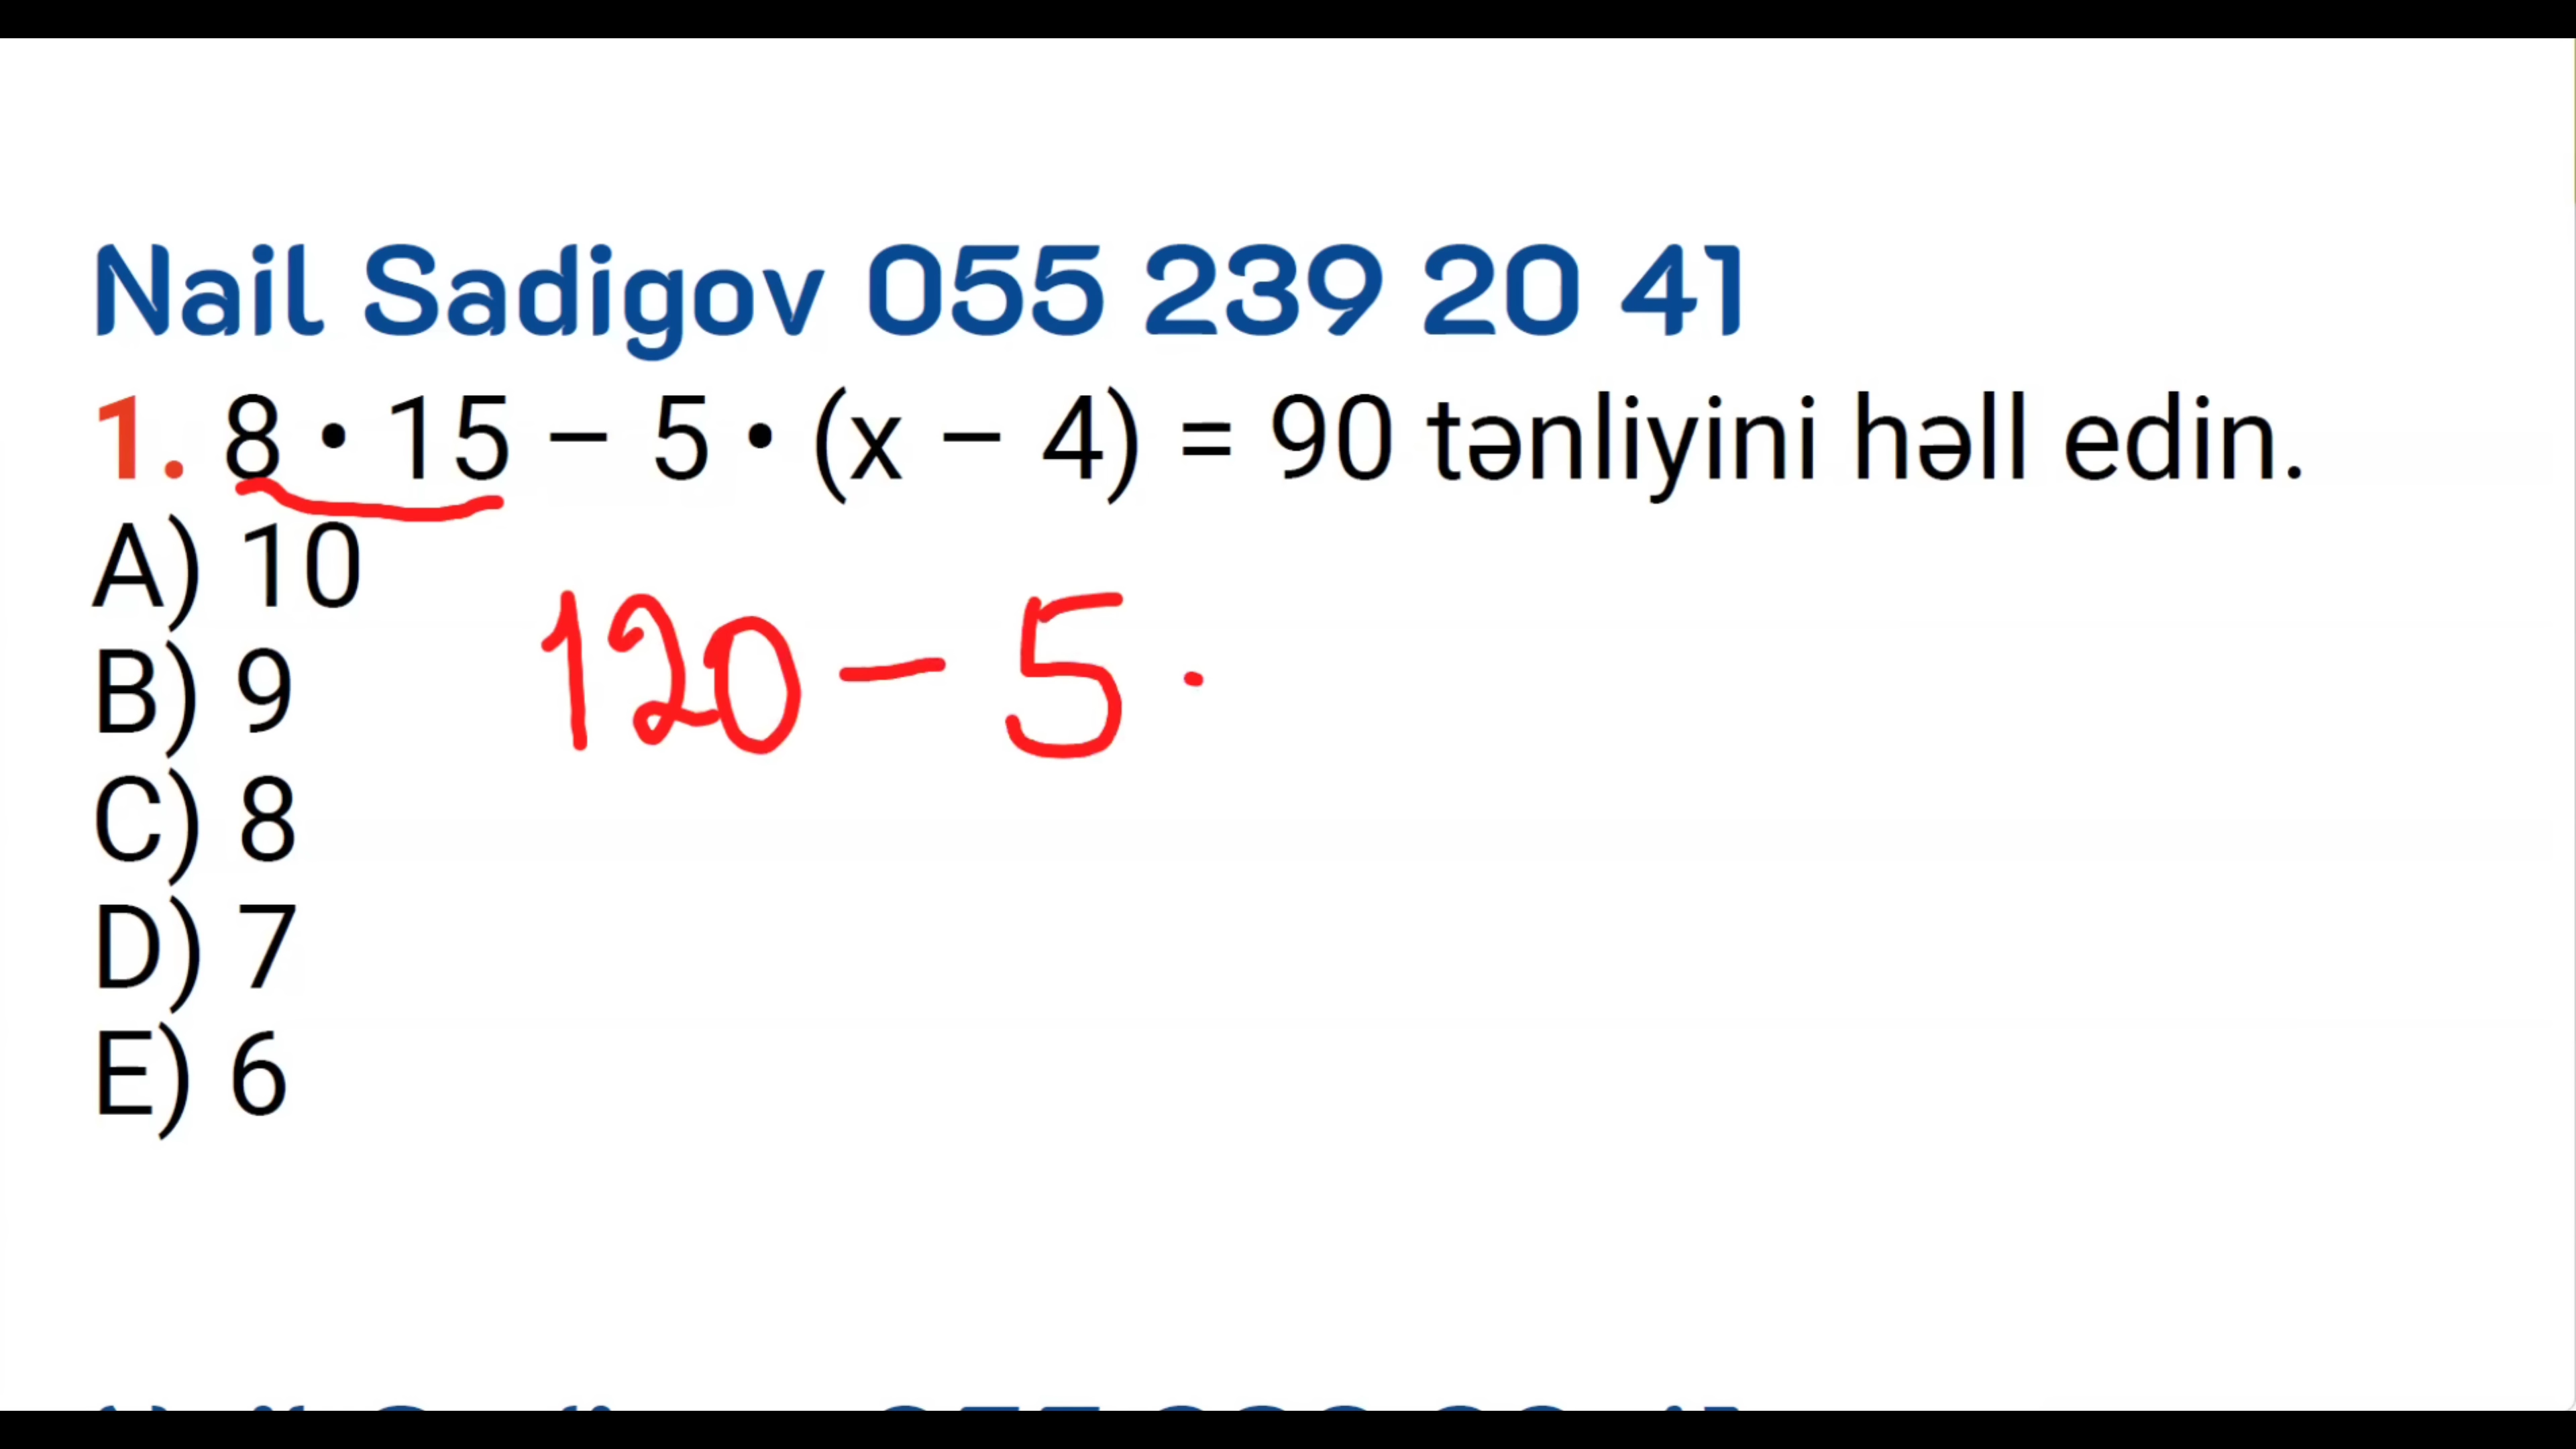 Nail Sadigov 055 239 20 41
1. 8 • 15 – 5 • (x – 4) = 90 tənliyini həll edin.
A) 10
120 – 5 ·
B) 9
C) 8
D) 7
E) 6